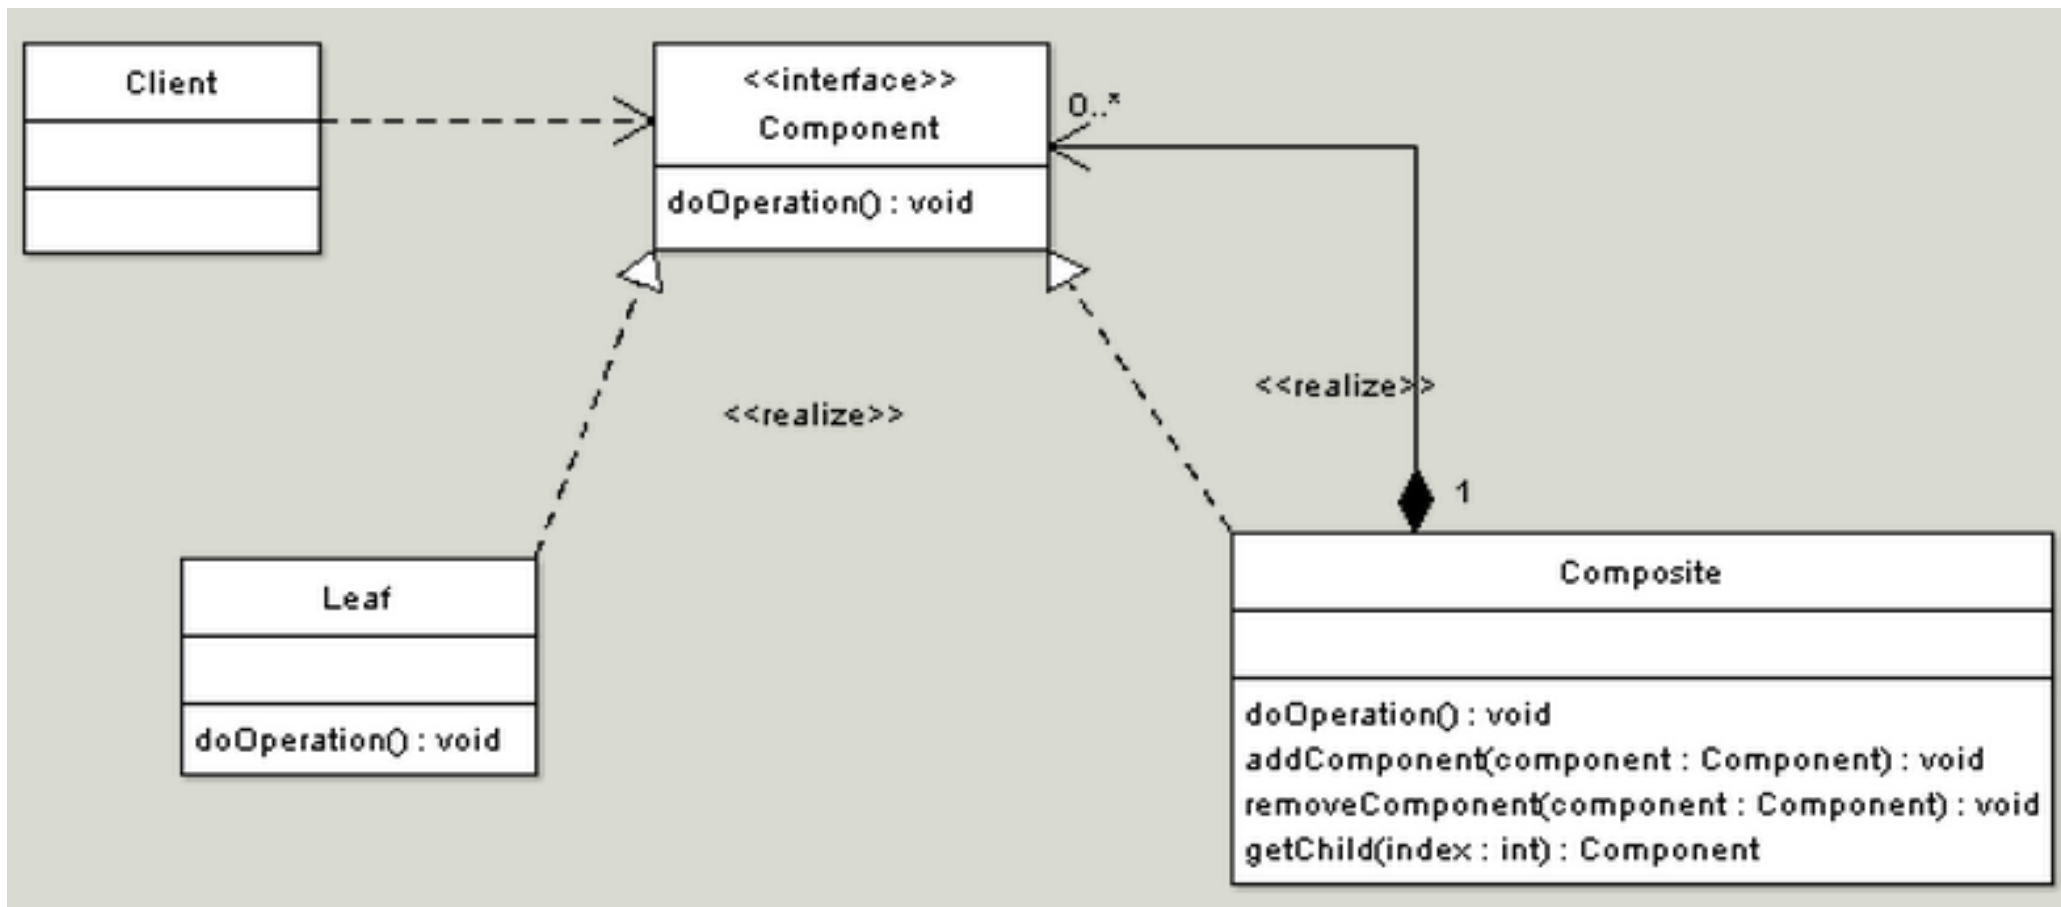 Client
<<interface>>
Component
doOperation() : void
0..*
<<realize>>
<<realize>>
1
Leaf
doOperation() : void
Composite
doOperation() : void
addComponent(component : Component) : void
removeComponent(component : Component) : void
getChild(index : int) : Component